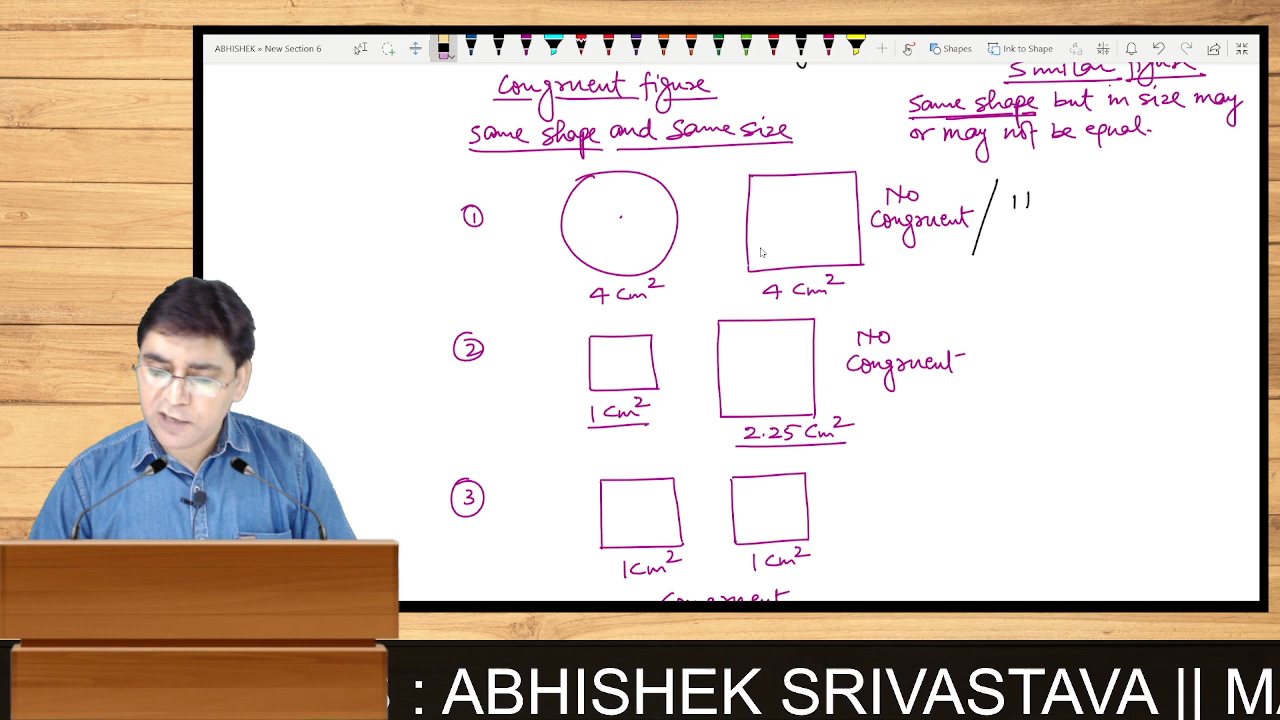 ABHISHEK » New Section 6
Shapes
Ink to Shape
Congruent figure
same shape and same size
Similar figure
same shape but in size may
or may not be equal.
①
4 cm²
4 cm²
No
Congruent /
②
1 cm²
2.25 cm²
No
Congruent
③
1 cm²
1 cm²
Congruent
: ABHISHEK SRIVASTAVA || MA